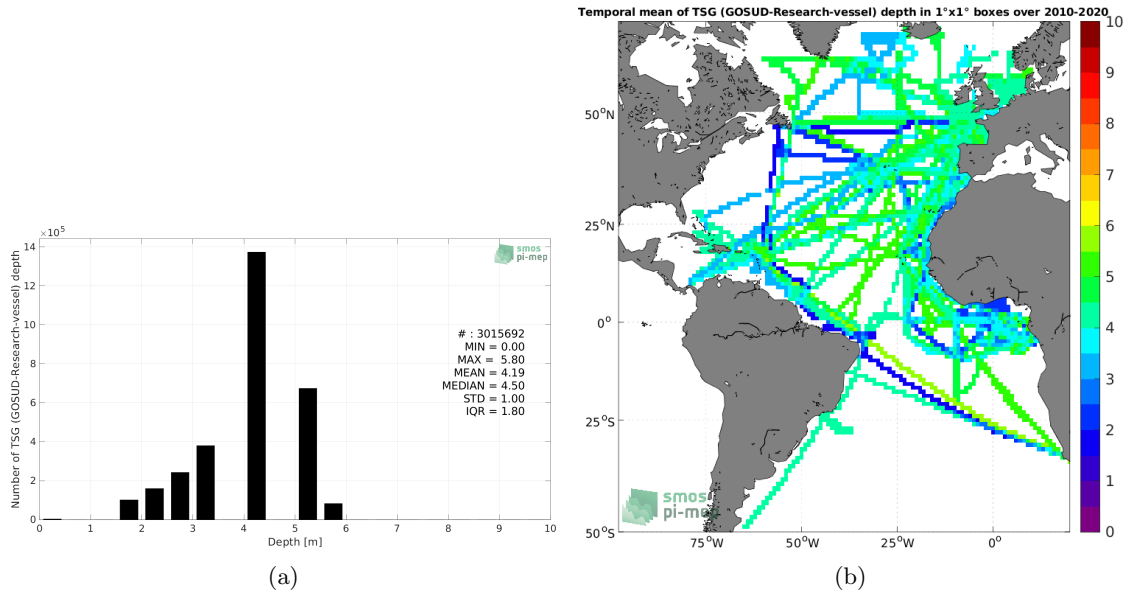 Temporal mean of TSG (GOSUD-Research-vessel) depth in 1°x1° boxes over 2010-2020
×10⁵
14
12
10
8
6
4
2
0
Number of TSG (GOSUD-Research-vessel) depth
smos
pi-mep
# : 3015692
MIN = 0.00
MAX = 5.80
MEAN = 4.19
MEDIAN = 4.50
STD = 1.00
IQR = 1.80
0 1 2 3 4 5 6 7 8 9 10
Depth [m]
(a)
50°N
25°N
0°
25°S
50°S
75°W 50°W 25°W 0°
smos
pi-mep
10
9
8
7
6
5
4
3
2
1
0
(b)